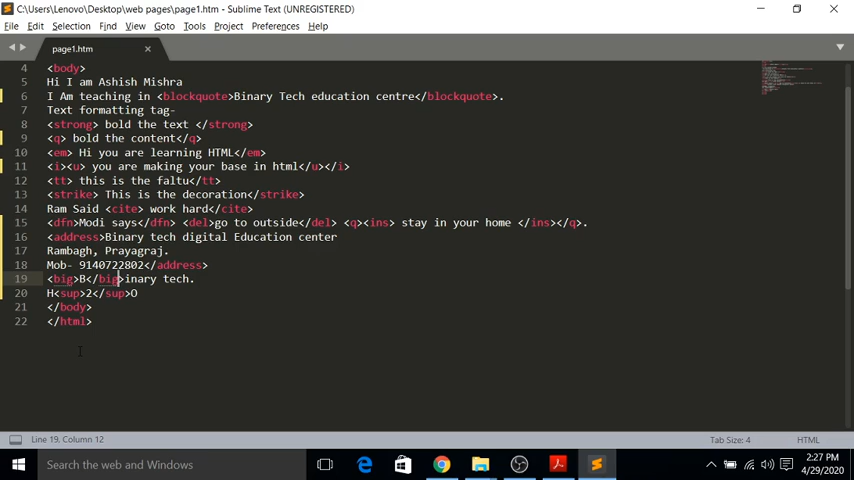 C:\Users\Lenovo\Desktop\web pages\page1.htm - Sublime Text (UNREGISTERED)
File Edit Selection Find View Goto Tools Project Preferences Help
page1.htm
4 <body>
5 Hi I am Ashish Mishra
6 I Am teaching in <blockquote>Binary Tech education centre</blockquote>.
7 Text formatting tag-
8 <strong> bold the text </strong>
9 <q> bold the content</q>
10 <em> Hi you are learning HTML</em>
11 <i><u> you are making your base in html</u></i>
12 <tt> this is the faltu</tt>
13 <strike> This is the decoration</strike>
14 Ram Said <cite> work hard</cite>
15 <dfn>Modi says</dfn> <del>go to outside</del> <q><ins> stay in your home </ins></q>.
16 <address>Binary tech digital Education center
17 Rambagh, Prayagraj.
18 Mob- 9140722802</address>
19 <big>B</big>inary tech.
20 H<sup>2</sup>O
21 </body>
22 </html>
Line 19, Column 12 Tab Size: 4 HTML
Search the web and Windows
2:27 PM
4/29/2020